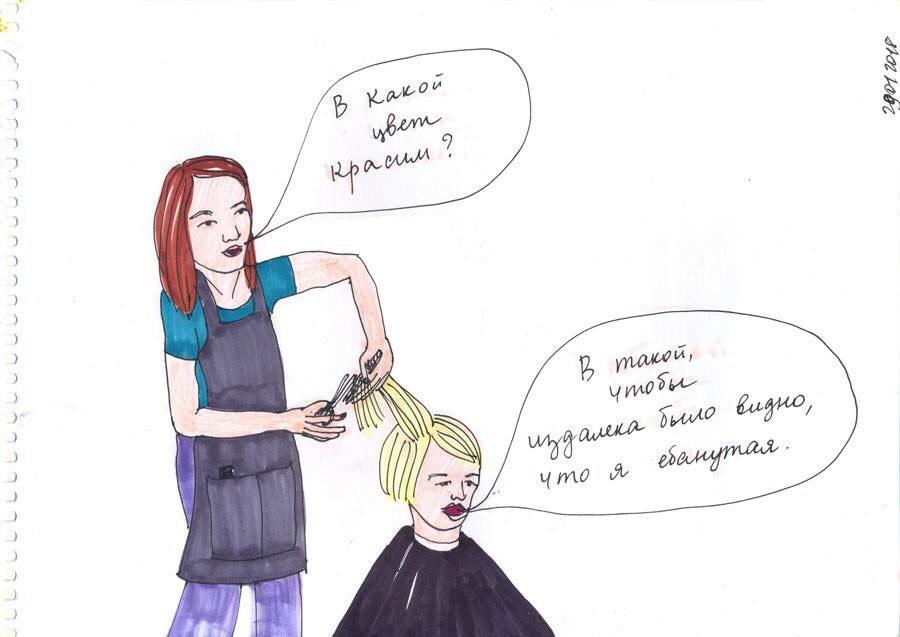 В какой
цвет
красим?
В такой,
чтобы
издалека было видно,
что я ебанутая.
29 01 2018